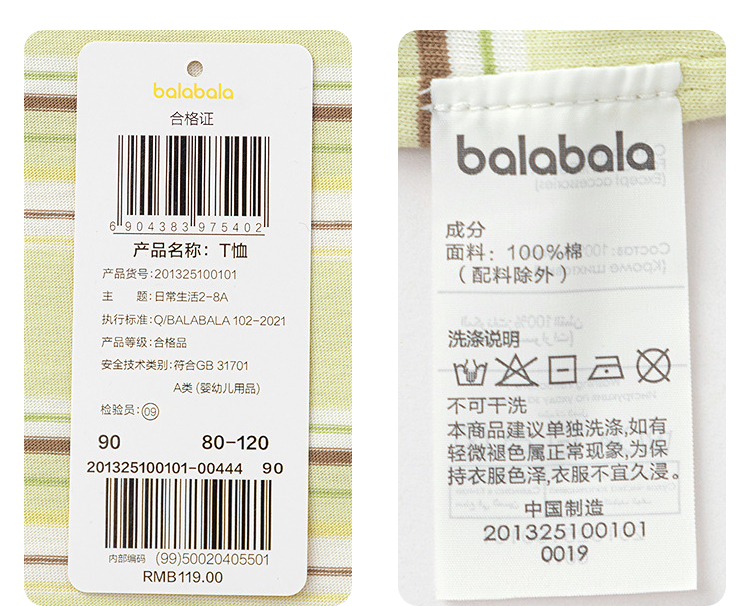 balabala
合格证
6 904383 975402
产品名称：T恤
产品货号:201325100101
主 题:日常生活2-8A
执行标准:Q/BALABALA 102-2021
产品等级:合格品
安全技术类别:符合GB 31701
A类 (婴幼儿用品)
检验员:09
90 80-120
201325100101-00444 90
内部编码 (99)50020405501
RMB119.00
balabala
成分
面料：100%棉
（配料除外）
洗涤说明
不可干洗
本商品建议单独洗涤,如有
轻微褪色属正常现象,为保
持衣服色泽,衣服不宜久浸。
中国制造
201325100101
0019